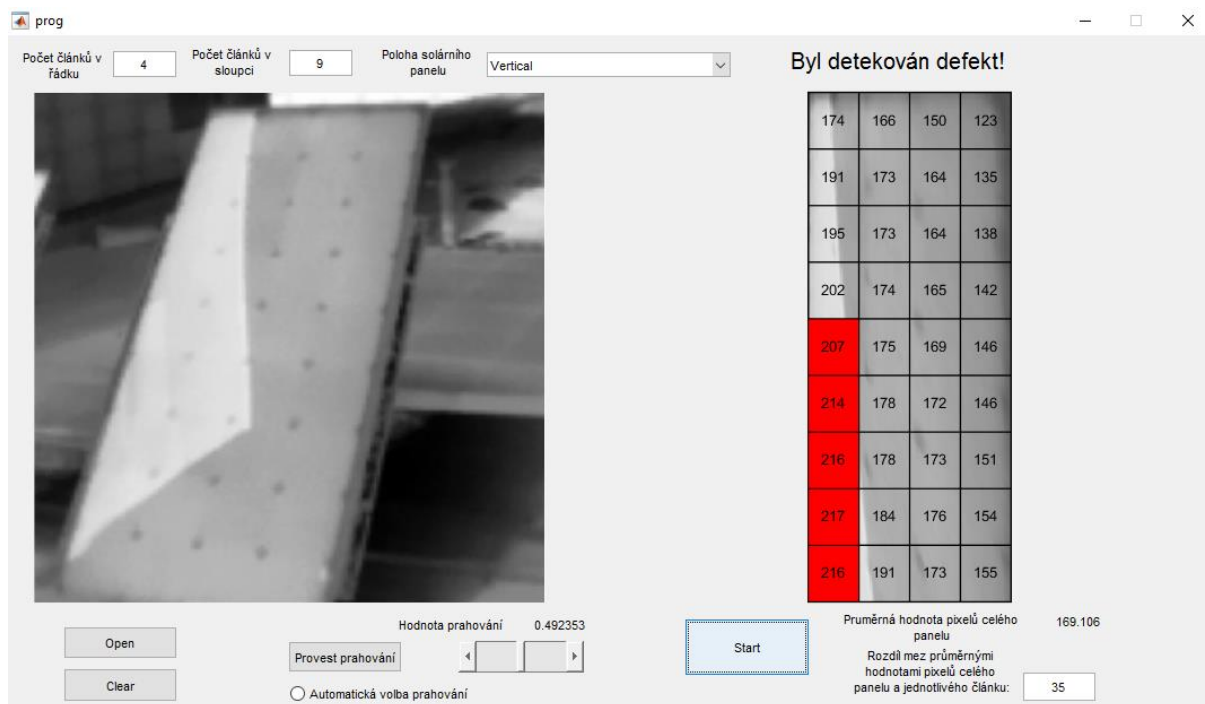 prog
Počet článků v
řádku
4
Počet článků v
sloupci
9
Poloha solárního
panelu
Vertical
Byl detekován defekt!
174 166 150 123
191 173 164 135
195 173 164 138
202 174 165 142
207 175 169 146
214 178 172 146
216 178 173 151
217 184 176 154
216 191 173 155
Open
Clear
Hodnota prahování 0.492353
Provest prahování
Automatická volba prahování
Start
Pruměrná hodnota pixelů celého
panelu
169.106
Rozdíl mez průměrnými
hodnotami pixelů celého
panelu a jednotlivého článku:
35